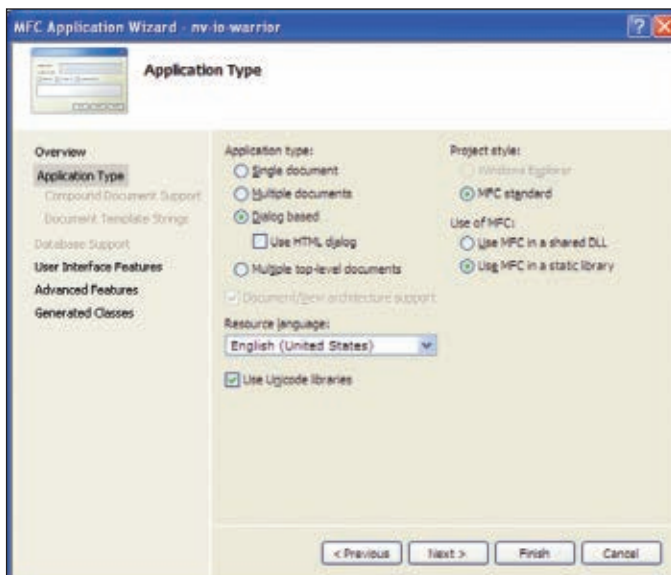 MFC Application Wizard - nv-io-warrior
Application Type
Overview
Application Type
Compound Document Support
Document Template Strings
Database Support
User Interface Features
Advanced Features
Generated Classes
Application type:
Single document
Multiple documents
Dialog based
Use HTML dialog
Multiple top-level documents
Document/View architecture support
Resource language:
English (United States)
Use Unicode libraries
Project style:
Windows Explorer
MFC standard
Use of MFC:
Use MFC in a shared DLL
Use MFC in a static library
< Previous
Next >
Finish
Cancel